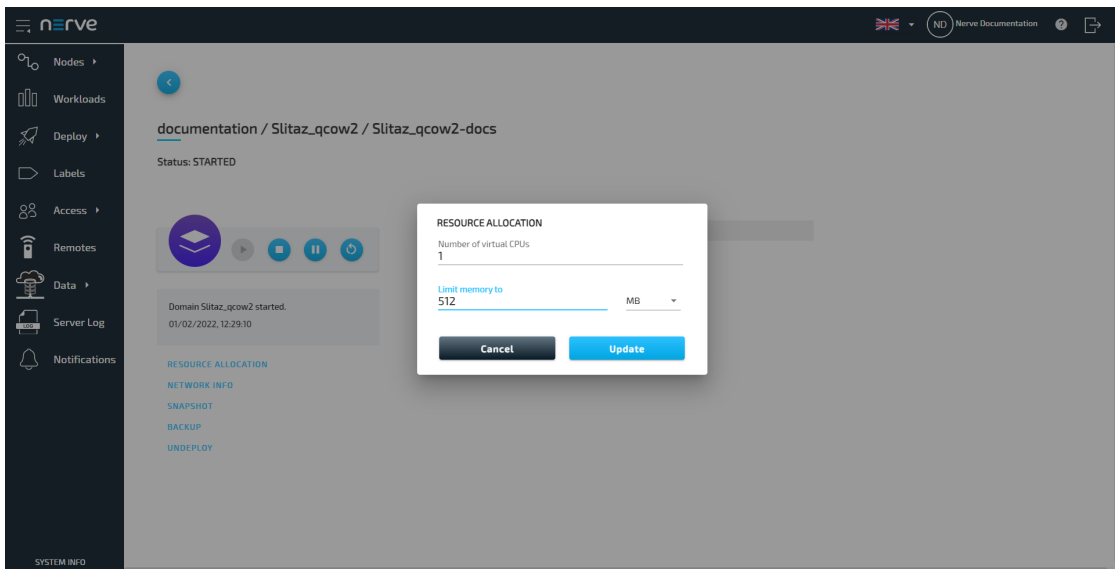 nerve
ND Nerve Documentation ?
Nodes
Workloads
Deploy
Labels
Access
Remotes
Data
LOG Server Log
Notifications
SYSTEM INFO
documentation / Slitaz_qcow2 / Slitaz_qcow2-docs
Status: STARTED
Domain Slitaz_qcow2 started.
01/02/2022, 12:29:10
RESOURCE ALLOCATION
NETWORK INFO
SNAPSHOT
BACKUP
UNDEPLOY
RESOURCE ALLOCATION
Number of virtual CPUs
1
Limit memory to
512 MB
Cancel Update